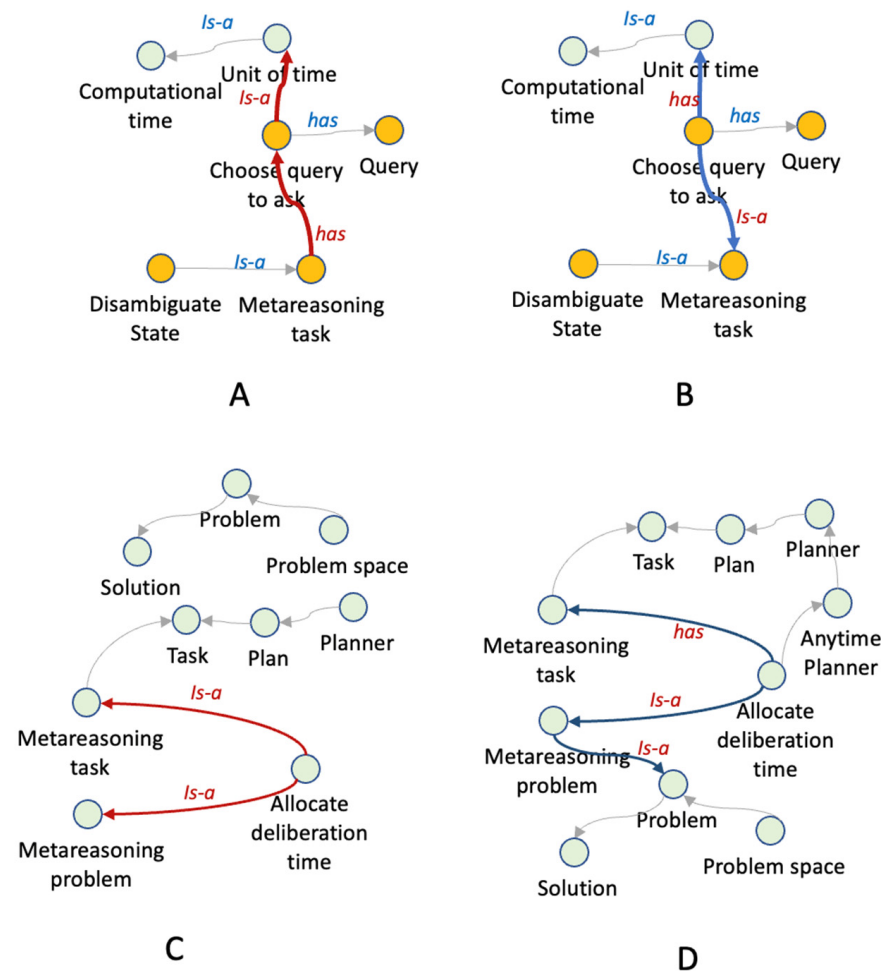 Is-a
Unit of time
Computational
time
Is-a
has
Choose query
to ask
Query
has
Is-a
Disambiguate
State
Metareasoning
task
A
Is-a
Unit of time
Computational
time
has
has
Choose query
to ask
Query
Is-a
Is-a
Disambiguate
State
Metareasoning
task
B
Problem
Solution
Problem space
Task
Plan
Planner
Is-a
Metareasoning
task
Is-a
Allocate
deliberation
time
Metareasoning
problem
C
Task
Plan
Planner
has
Anytime
Planner
Metareasoning
task
Is-a
Allocate
deliberation
time
Is-a
Metareasoning
problem
Problem
Solution
Problem space
D